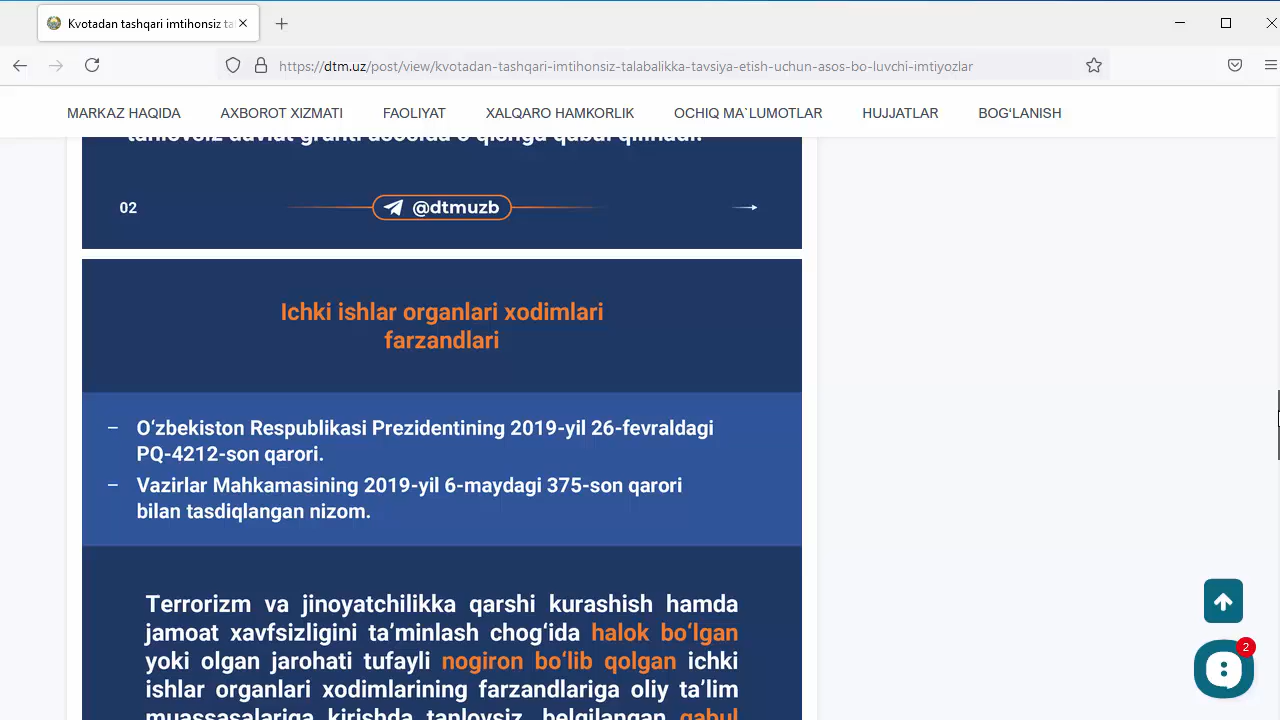 Kvotadan tashqari imtihonsiz ta
https://dtm.uz/post/view/kvotadan-tashqari-imtihonsiz-talabalikka-tavsiya-etish-uchun-asos-bo-luvchi-imtiyozlar
MARKAZ HAQIDA AXBOROT XIZMATI FAOLIYAT XALQARO HAMKORLIK OCHIQ MA`LUMOTLAR HUJJATLAR BOG‘LANISH
tanlovsiz davlat granti asosida o‘qishga qabul qilinadi.
02 @dtmuzb
Ichki ishlar organlari xodimlari
farzandlari
– O‘zbekiston Respublikasi Prezidentining 2019-yil 26-fevraldagi
PQ-4212-son qarori.
– Vazirlar Mahkamasining 2019-yil 6-maydagi 375-son qarori
bilan tasdiqlangan nizom.
Terrorizm va jinoyatchilikka qarshi kurashish hamda
jamoat xavfsizligini ta’minlash chog‘ida halok bo‘lgan
yoki olgan jarohati tufayli nogiron bo‘lib qolgan ichki
ishlar organlari xodimlarining farzandlariga oliy ta’lim
muassasalariga kirishda tanlovsiz, belgilangan qabul
2